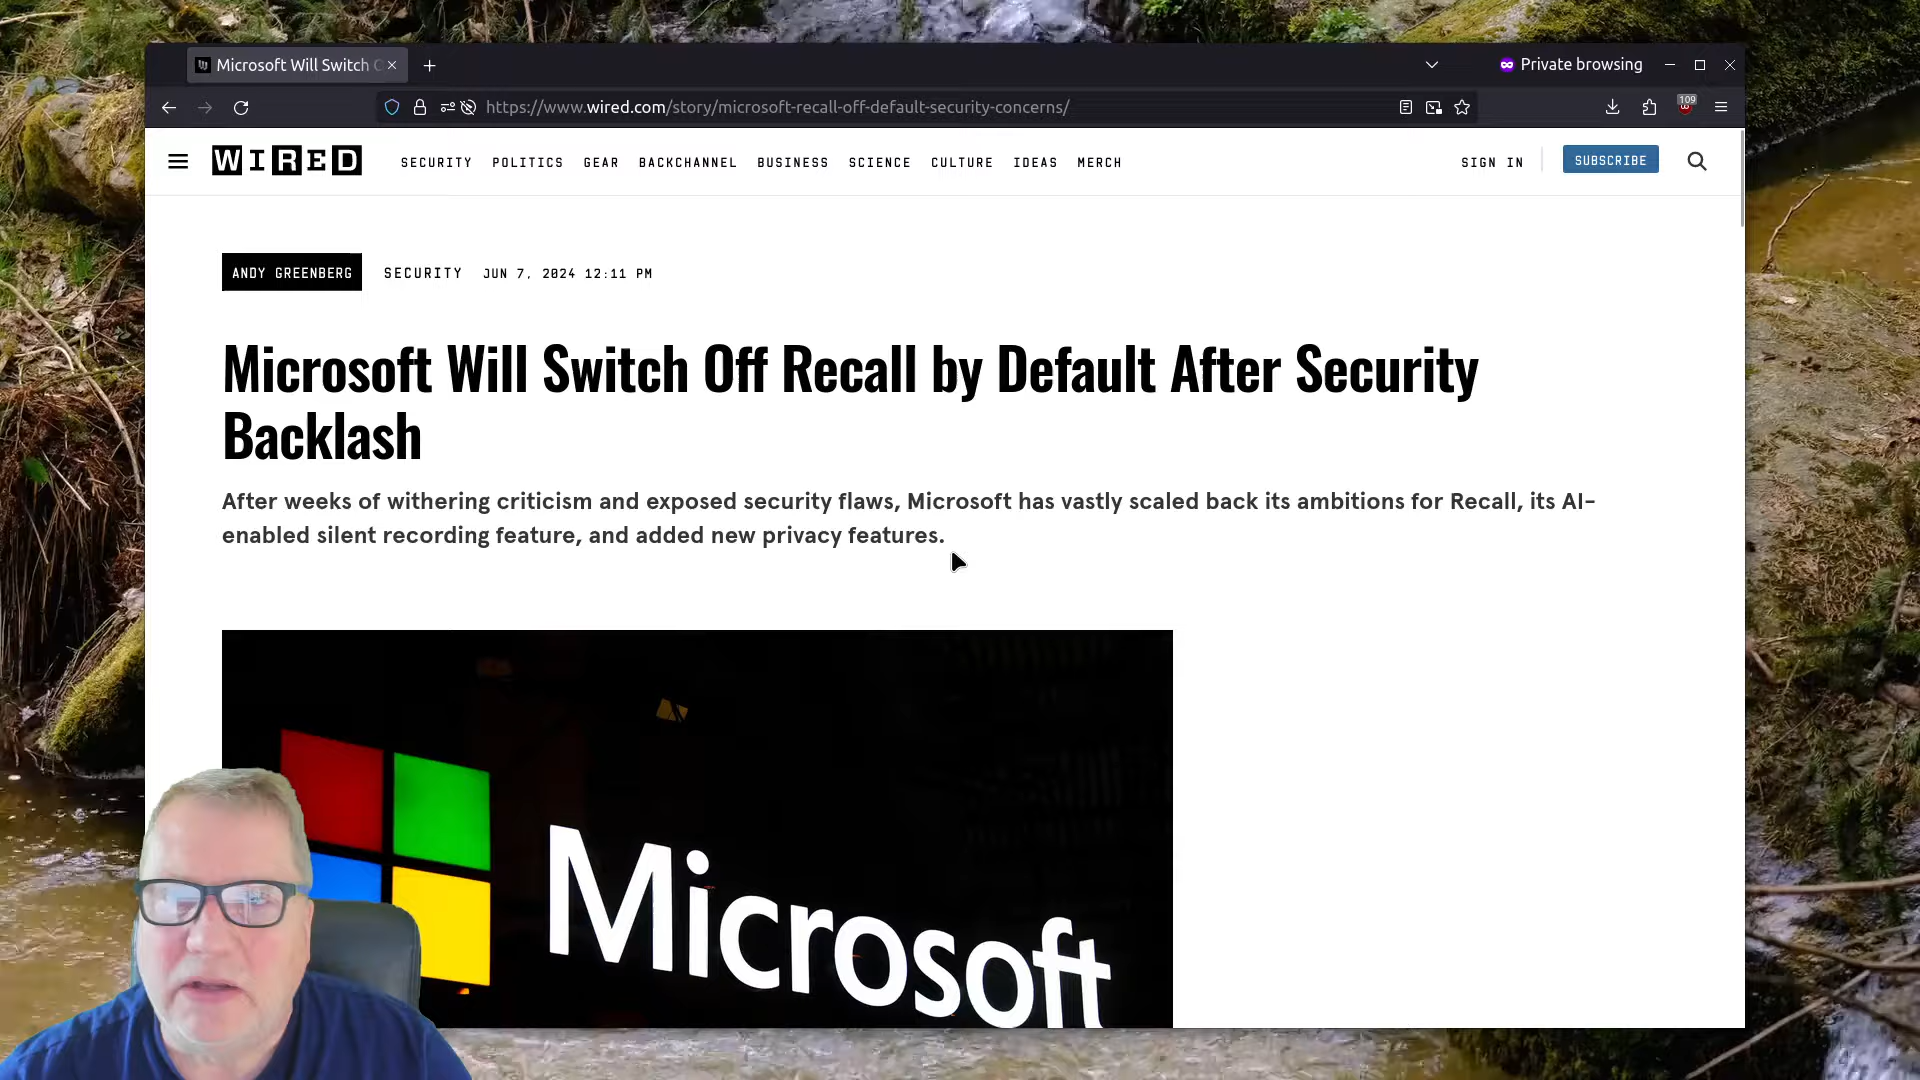 Microsoft Will Switch
Private browsing
https://www.wired.com/story/microsoft-recall-off-default-security-concerns/
109
WIRED
SECURITY POLITICS GEAR BACKCHANNEL BUSINESS SCIENCE CULTURE IDEAS MERCH
SIGN IN
SUBSCRIBE
ANDY GREENBERG SECURITY JUN 7, 2024 12:11 PM
Microsoft Will Switch Off Recall by Default After Security
Backlash
After weeks of withering criticism and exposed security flaws, Microsoft has vastly scaled back its ambitions for Recall, its AI-
enabled silent recording feature, and added new privacy features.
Microsoft